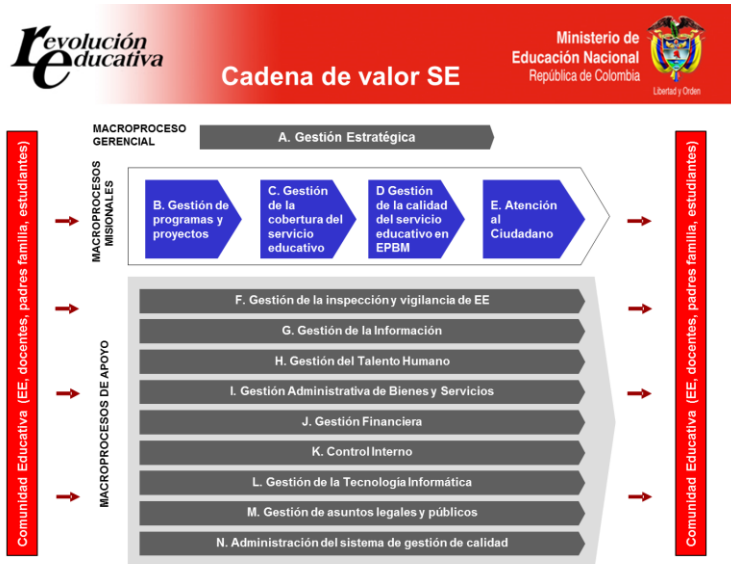 revolución
educativa
Cadena de valor SE
Ministerio de
Educación Nacional
República de Colombia
Libertad y Orden
Comunidad Educativa (EE, docentes, padres familia, estudiantes)
MACROPROCESO
GERENCIAL
A. Gestión Estratégica
MACROPROCESOS
MISIONALES
B. Gestión de
programas y
proyectos
C. Gestión
de la
cobertura del
servicio
educativo
D Gestión
de la calidad
del servicio
educativo en
EPBM
E. Atención
al
Ciudadano
MACROPROCESOS DE APOYO
F. Gestión de la inspección y vigilancia de EE
G. Gestión de la Información
H. Gestión del Talento Humano
I. Gestión Administrativa de Bienes y Servicios
J. Gestión Financiera
K. Control Interno
L. Gestión de la Tecnología Informática
M. Gestión de asuntos legales y públicos
N. Administración del sistema de gestión de calidad
Comunidad Educativa (EE, docentes, padres familia, estudiantes)